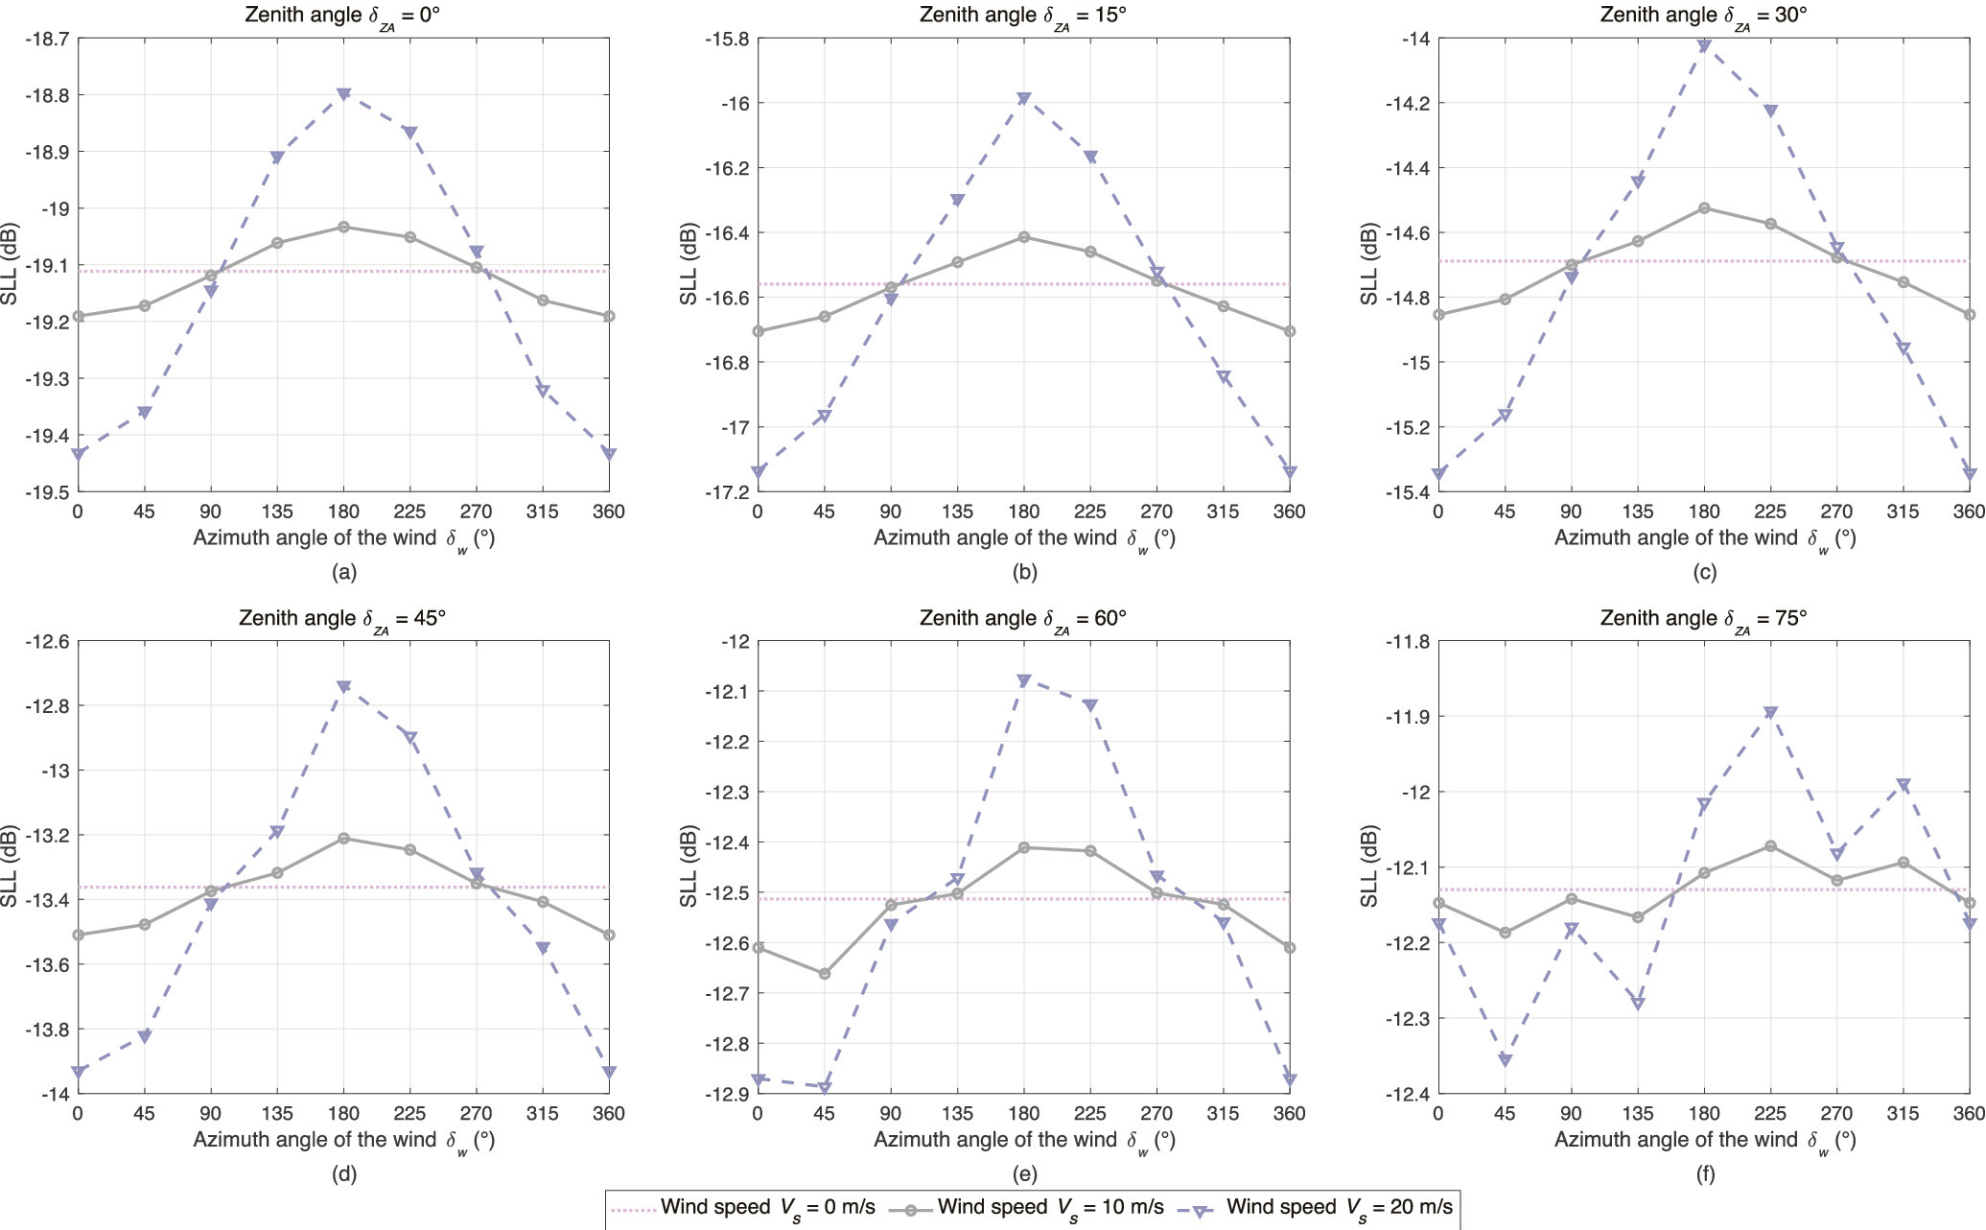 Zenith angle δZA = 0°
-18.7
-18.8
-18.9
-19
-19.1
-19.2
-19.3
-19.4
-19.5
SLL (dB)
0 45 90 135 180 225 270 315 360
Azimuth angle of the wind δw (°)
(a)
Zenith angle δZA = 15°
-15.8
-16
-16.2
-16.4
-16.6
-16.8
-17
-17.2
SLL (dB)
0 45 90 135 180 225 270 315 360
Azimuth angle of the wind δw (°)
(b)
Zenith angle δZA = 30°
-14
-14.2
-14.4
-14.6
-14.8
-15
-15.2
-15.4
SLL (dB)
0 45 90 135 180 225 270 315 360
Azimuth angle of the wind δw (°)
(c)
Zenith angle δZA = 45°
-12.6
-12.8
-13
-13.2
-13.4
-13.6
-13.8
-14
SLL (dB)
0 45 90 135 180 225 270 315 360
Azimuth angle of the wind δw (°)
(d)
Zenith angle δZA = 60°
-12
-12.1
-12.2
-12.3
-12.4
-12.5
-12.6
-12.7
-12.8
-12.9
SLL (dB)
0 45 90 135 180 225 270 315 360
Azimuth angle of the wind δw (°)
(e)
Zenith angle δZA = 75°
-11.8
-11.9
-12
-12.1
-12.2
-12.3
-12.4
SLL (dB)
0 45 90 135 180 225 270 315 360
Azimuth angle of the wind δw (°)
(f)
Wind speed Vs = 0 m/s Wind speed Vs = 10 m/s Wind speed Vs = 20 m/s